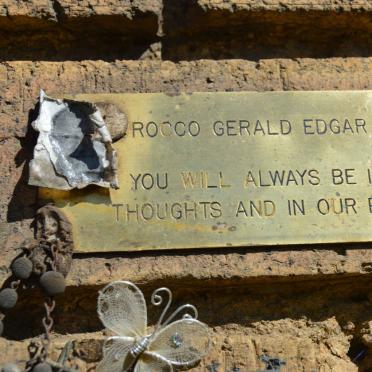 ROCCO GERALD EDGAR
YOU WILL ALWAYS BE
THOUGHTS AND IN OUR